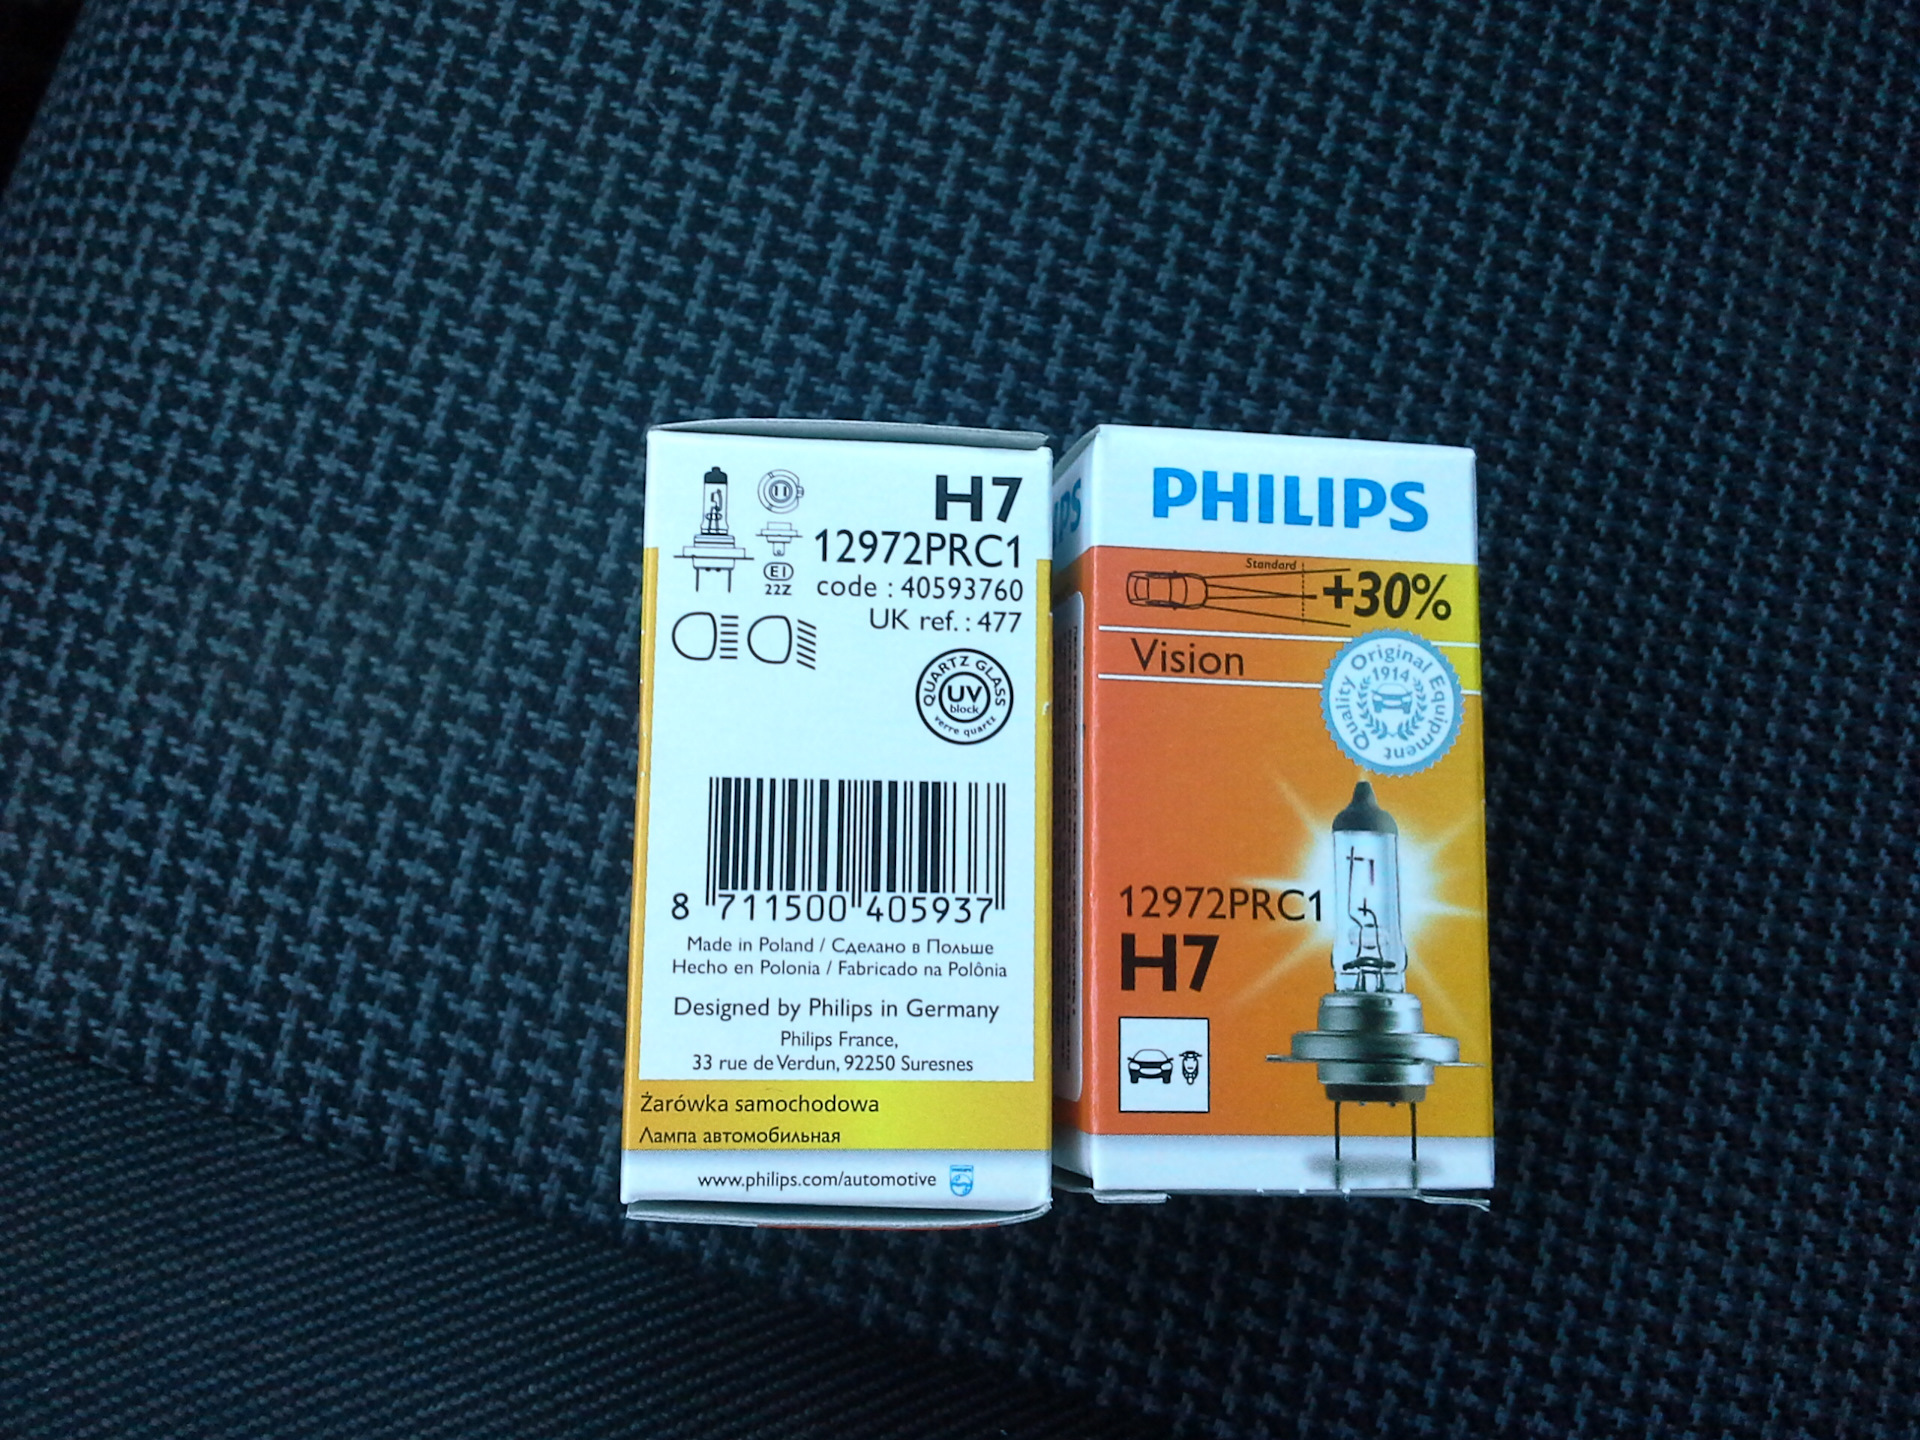 H7
12972PRC1
E1
22Z
code : 40593760
UK ref. : 477
QUARTZ GLASS
UV
block
verre quartz
8 711500 405937
Made in Poland / Сделано в Польше
Hecho en Polonia / Fabricado na Polônia
Designed by Philips in Germany
Philips France,
33 rue de Verdun, 92250 Suresnes
Żarówka samochodowa
Лампа автомобильная
www.philips.com/automotive
PHILIPS
Standard
+30%
Vision
Quality Original Equipment
1914
12972PRC1
H7